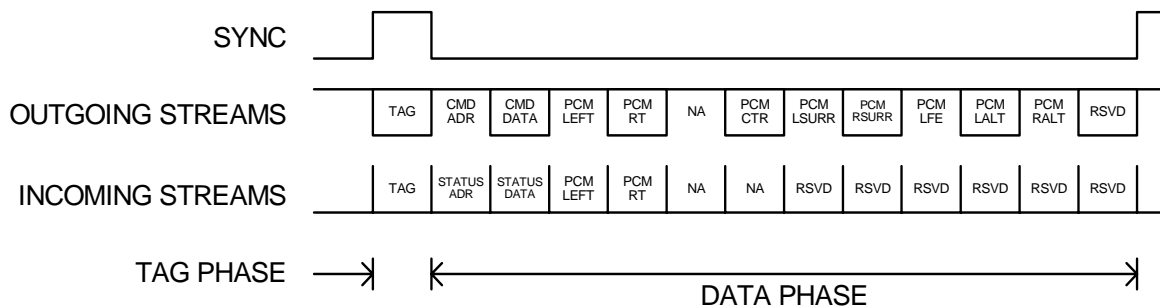 SYNC
OUTGOING STREAMS
TAG
CMD ADR
CMD DATA
PCM LEFT
PCM RT
NA
PCM CTR
PCM LSURR
PCM RSURR
PCM LFE
PCM LALT
PCM RALT
RSVD
INCOMING STREAMS
TAG
STATUS ADR
STATUS DATA
PCM LEFT
PCM RT
NA
NA
RSVD
RSVD
RSVD
RSVD
RSVD
RSVD
TAG PHASE
DATA PHASE